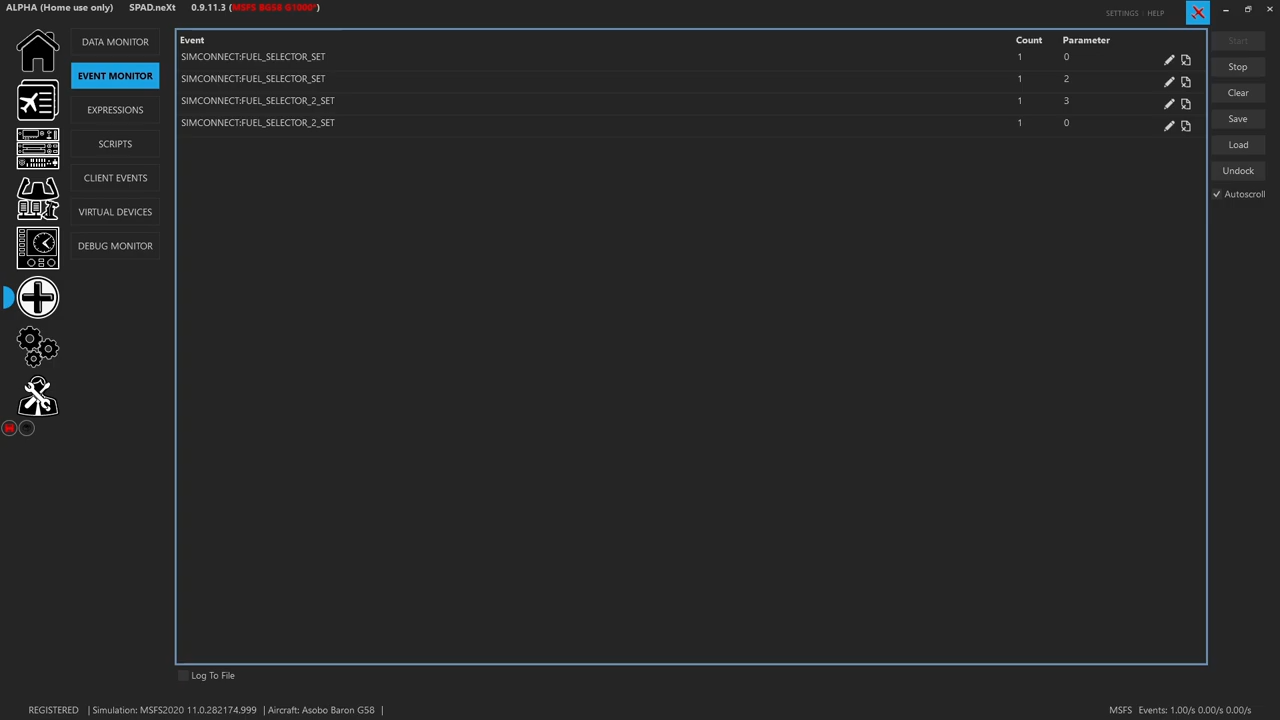 ALPHA (Home use only) SPAD.neXt 0.9.11.3 (MSFS BG58 G1000*)
SETTINGS HELP
DATA MONITOR
EVENT MONITOR
EXPRESSIONS
SCRIPTS
CLIENT EVENTS
VIRTUAL DEVICES
DEBUG MONITOR
Event Count Parameter
SIMCONNECT:FUEL_SELECTOR_SET 1 0
SIMCONNECT:FUEL_SELECTOR_SET 1 2
SIMCONNECT:FUEL_SELECTOR_2_SET 1 3
SIMCONNECT:FUEL_SELECTOR_2_SET 1 0
Start
Stop
Clear
Save
Load
Undock
Autoscroll
Log To File
REGISTERED | Simulation: MSFS2020 11.0.282174.999 | Aircraft: Asobo Baron G58 | MSFS Events: 1.00/s 0.00/s 0.00/s